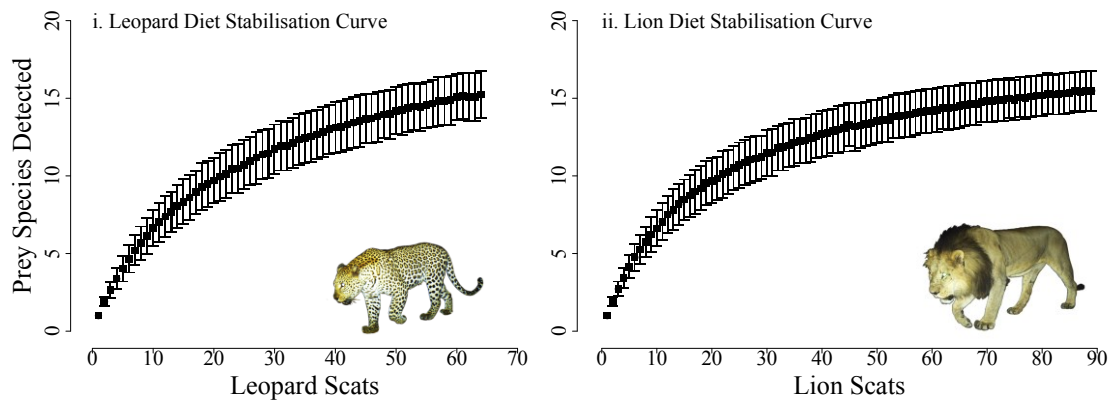 i. Leopard Diet Stabilisation Curve
Prey Species Detected
20
15
10
5
0
0 10 20 30 40 50 60 70
Leopard Scats
ii. Lion Diet Stabilisation Curve
20
15
10
5
0
0 10 20 30 40 50 60 70 80 90
Lion Scats